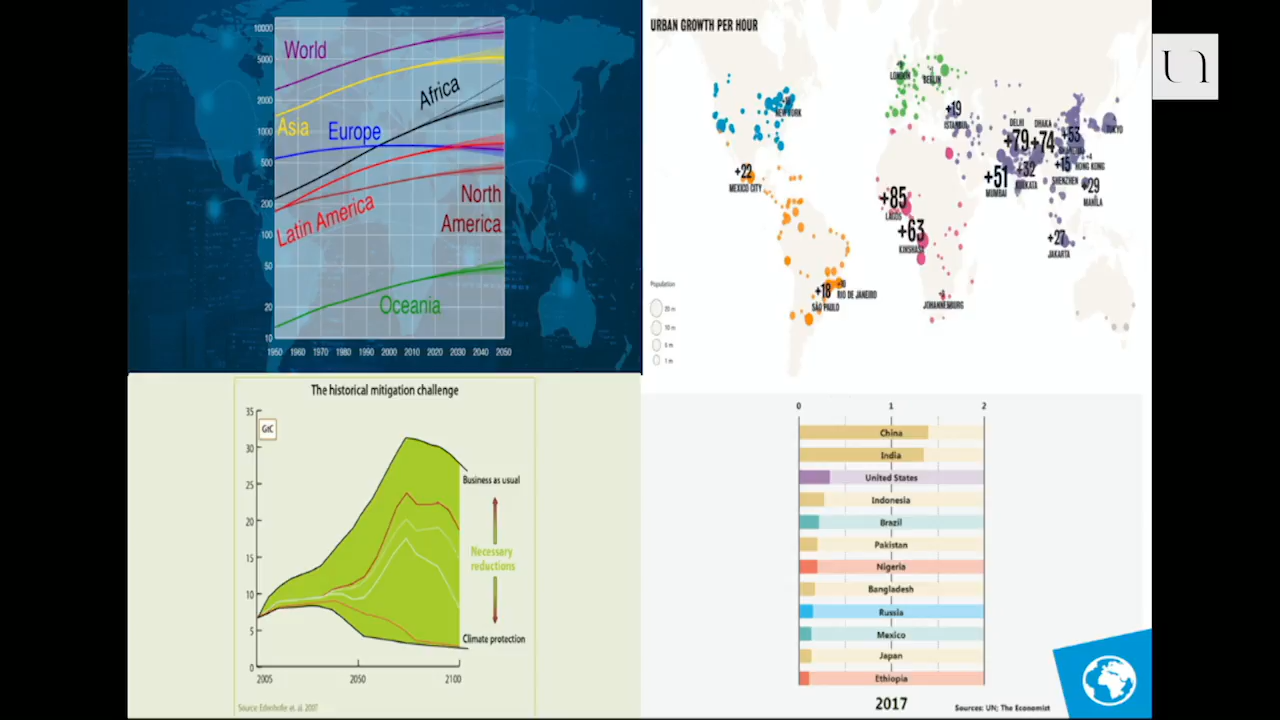 10000
5000
2000
1000
500
200
100
50
20
10
World
Asia
Europe
Africa
Latin America
North
America
Oceania
1950 1960 1970 1980 1990 2000 2010 2020 2030 2040 2050
URBAN GROWTH PER HOUR
LONDON
BERLIN
NEW YORK
+19
ISTANBUL
DELHI
+79
DHAKA
+74
+53
TOKYO
+22
MEXICO CITY
+51
MUMBAI
+32
KOLKATA
+15
SHENZHEN
HONG KONG
+29
MANILA
+85
LAGOS
+63
KINSHASA
+27
JAKARTA
+18
SÃO PAULO
RIO DE JANEIRO
JOHANNESBURG
Population
The historical mitigation challenge
GtC
35
30
25
20
15
10
5
0
2005 2050 2100
Business as usual
Necessary
reductions
Climate protection
Source Edenhofer et. al. 2007
0 1 2
China
India
United States
Indonesia
Brazil
Pakistan
Nigeria
Bangladesh
Russia
Mexico
Japan
Ethiopia
2017
Sources: UN; The Economist